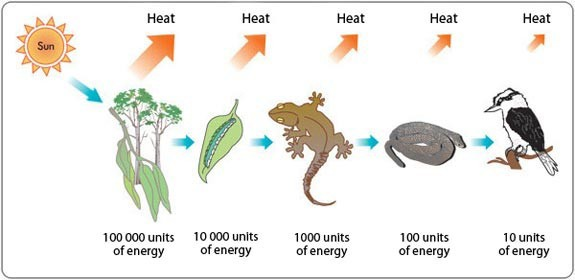 Heat Heat Heat Heat Heat
Sun
100 000 units
of energy
10 000 units
of energy
1000 units
of energy
100 units
of energy
10 units
of energy